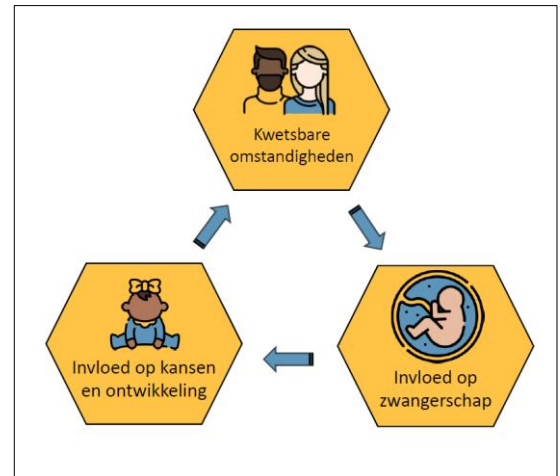 Kwetsbare
omstandigheden
Invloed op kansen
en ontwikkeling
Invloed op
zwangerschap